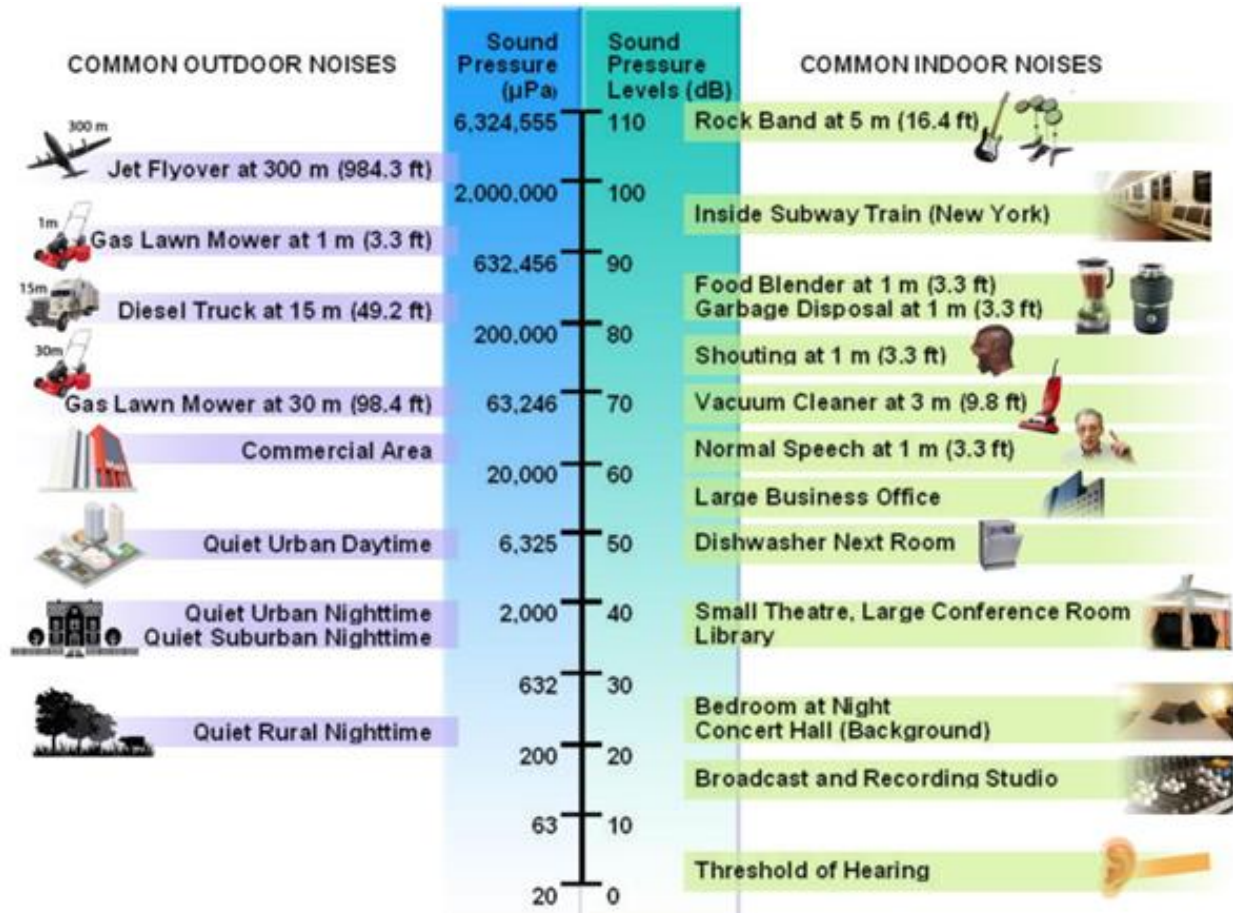 COMMON OUTDOOR NOISES
Sound
Pressure
(µPa)
Sound
Pressure
Levels (dB)
COMMON INDOOR NOISES
6,324,555
110
Rock Band at 5 m (16.4 ft)
300 m
Jet Flyover at 300 m (984.3 ft)
2,000,000
100
Inside Subway Train (New York)
1m
Gas Lawn Mower at 1 m (3.3 ft)
632,456
90
Food Blender at 1 m (3.3 ft)
Garbage Disposal at 1 m (3.3 ft)
15m
Diesel Truck at 15 m (49.2 ft)
200,000
80
Shouting at 1 m (3.3 ft)
30m
Gas Lawn Mower at 30 m (98.4 ft)
63,246
70
Vacuum Cleaner at 3 m (9.8 ft)
Commercial Area
Normal Speech at 1 m (3.3 ft)
20,000
60
Large Business Office
Quiet Urban Daytime
6,325
50
Dishwasher Next Room
Quiet Urban Nighttime
Quiet Suburban Nighttime
2,000
40
Small Theatre, Large Conference Room
Library
632
30
Bedroom at Night
Concert Hall (Background)
Quiet Rural Nighttime
200
20
Broadcast and Recording Studio
63
10
Threshold of Hearing
20
0